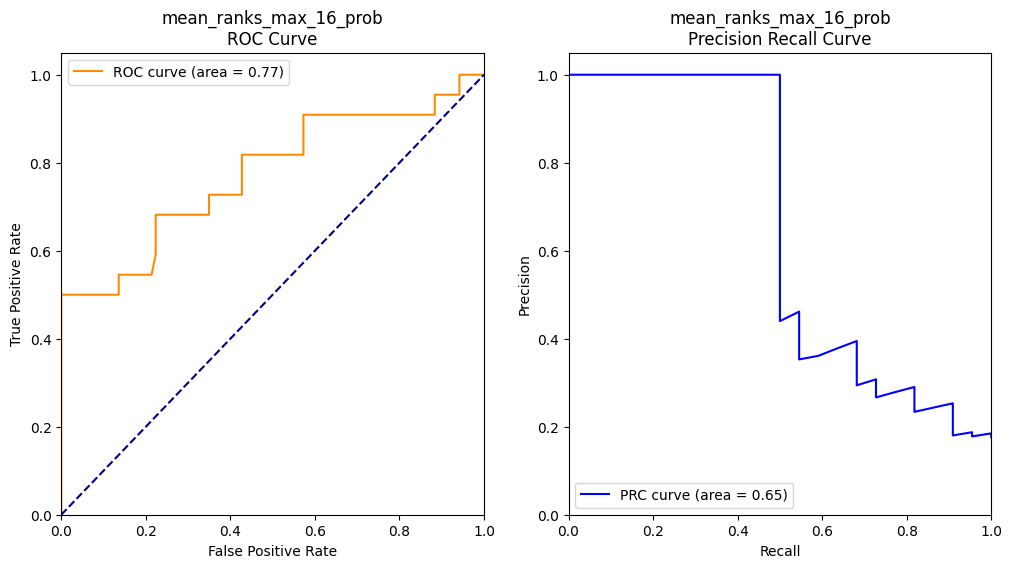 mean_ranks_max_16_prob
ROC Curve
ROC curve (area = 0.77)
1.0
0.8
0.6
0.4
0.2
0.0
True Positive Rate
0.0 0.2 0.4 0.6 0.8 1.0
False Positive Rate
mean_ranks_max_16_prob
Precision Recall Curve
1.0
0.8
0.6
0.4
0.2
0.0
Precision
PRC curve (area = 0.65)
0.0 0.2 0.4 0.6 0.8 1.0
Recall